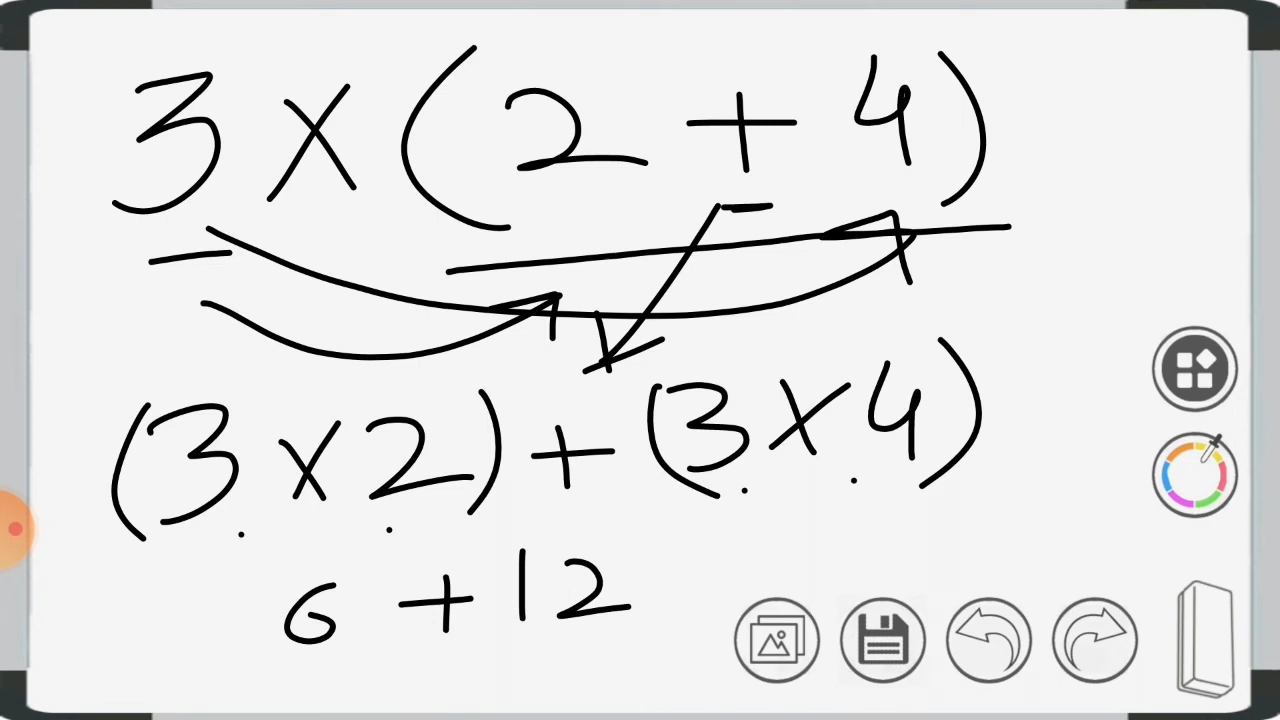 3 × (2 + 4)
(3 × 2) + (3 × 4)
6 + 12